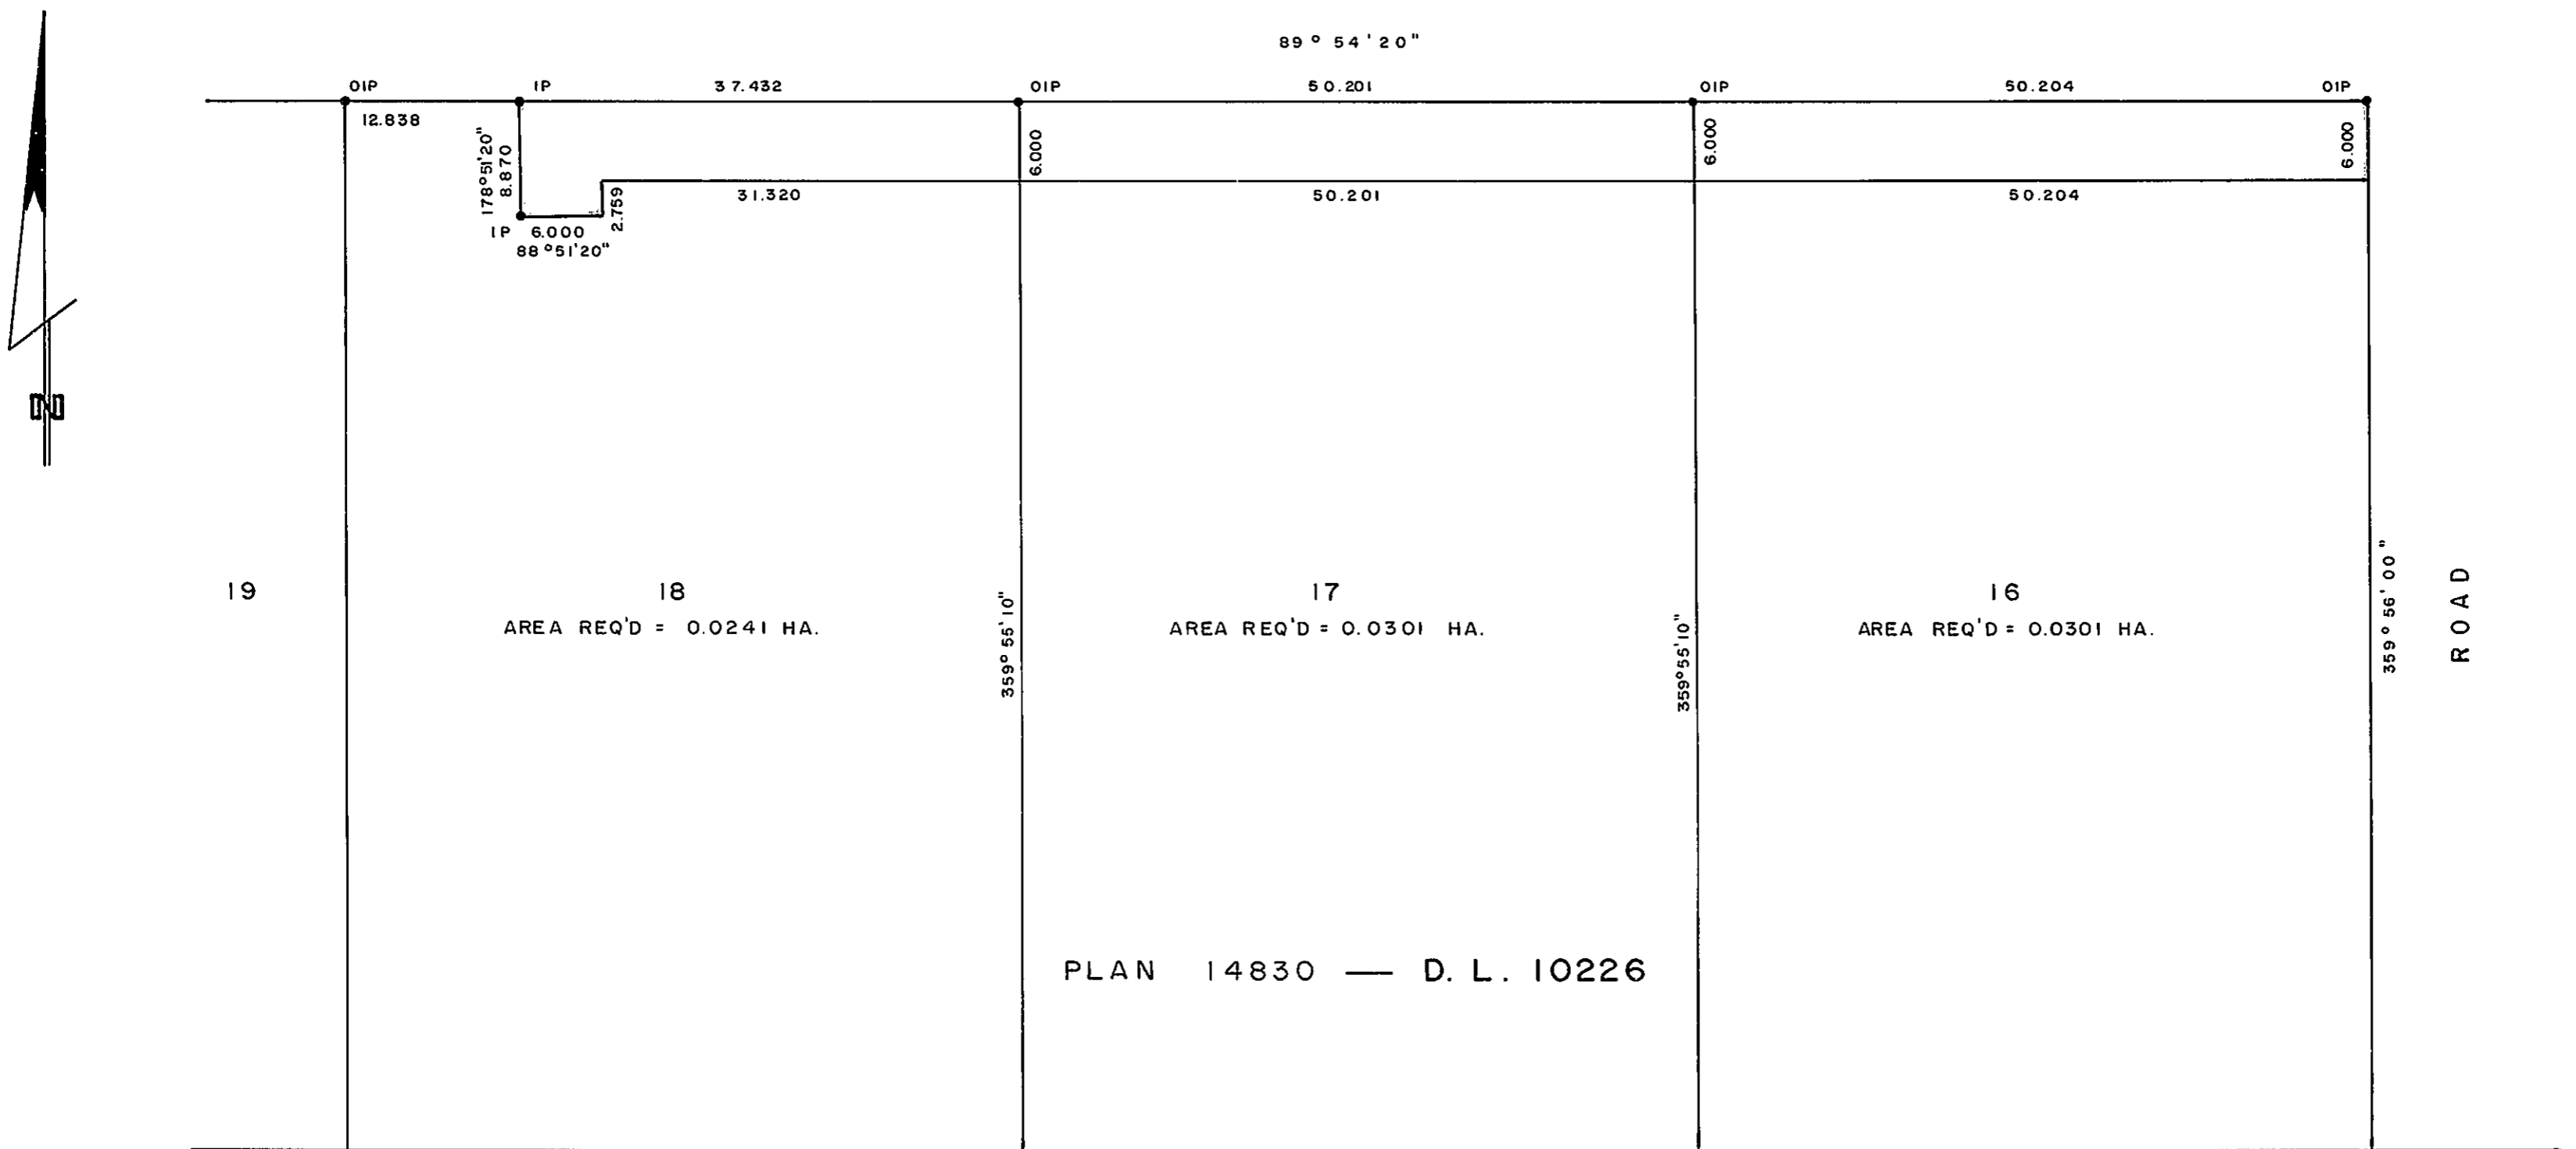 89° 54' 20"
OIP IP 37.432 OIP 50.201 OIP 50.204 OIP
12.838
178°51'20"
8.870
6.000
6.000
6.000
31.320
50.201
50.204
2.759
IP 6.000
88°51'20"
N
19
18
AREA REQ'D = 0.0241 HA.
359° 55' 10"
17
AREA REQ'D = 0.0301 HA.
359°55'10"
16
AREA REQ'D = 0.0301 HA.
359° 56' 00"
ROAD
PLAN 14830 — D. L. 10226